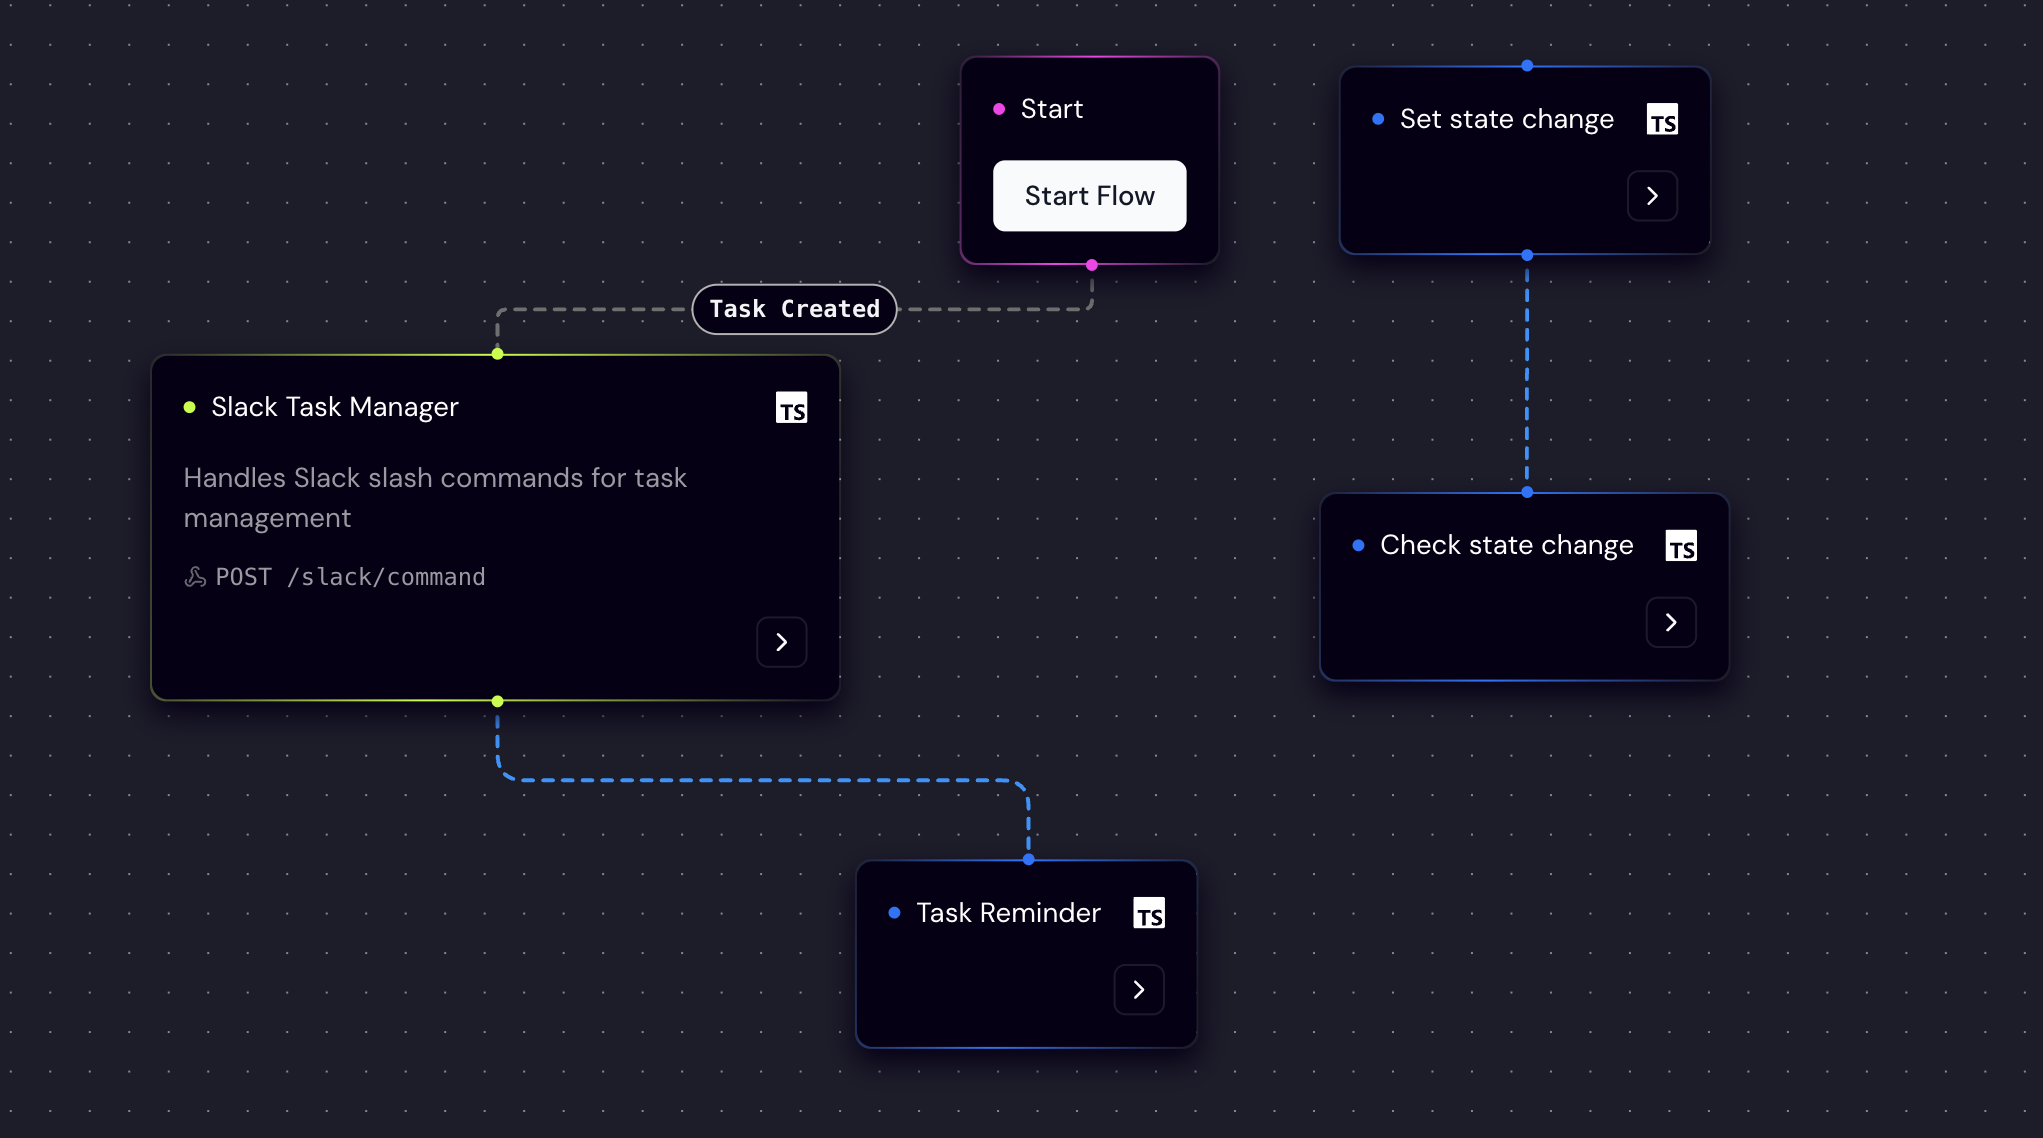 Start
Start Flow
Set state change
TS
Task Created
Slack Task Manager
TS
Handles Slack slash commands for task
management
POST /slack/command
Check state change
TS
Task Reminder
TS